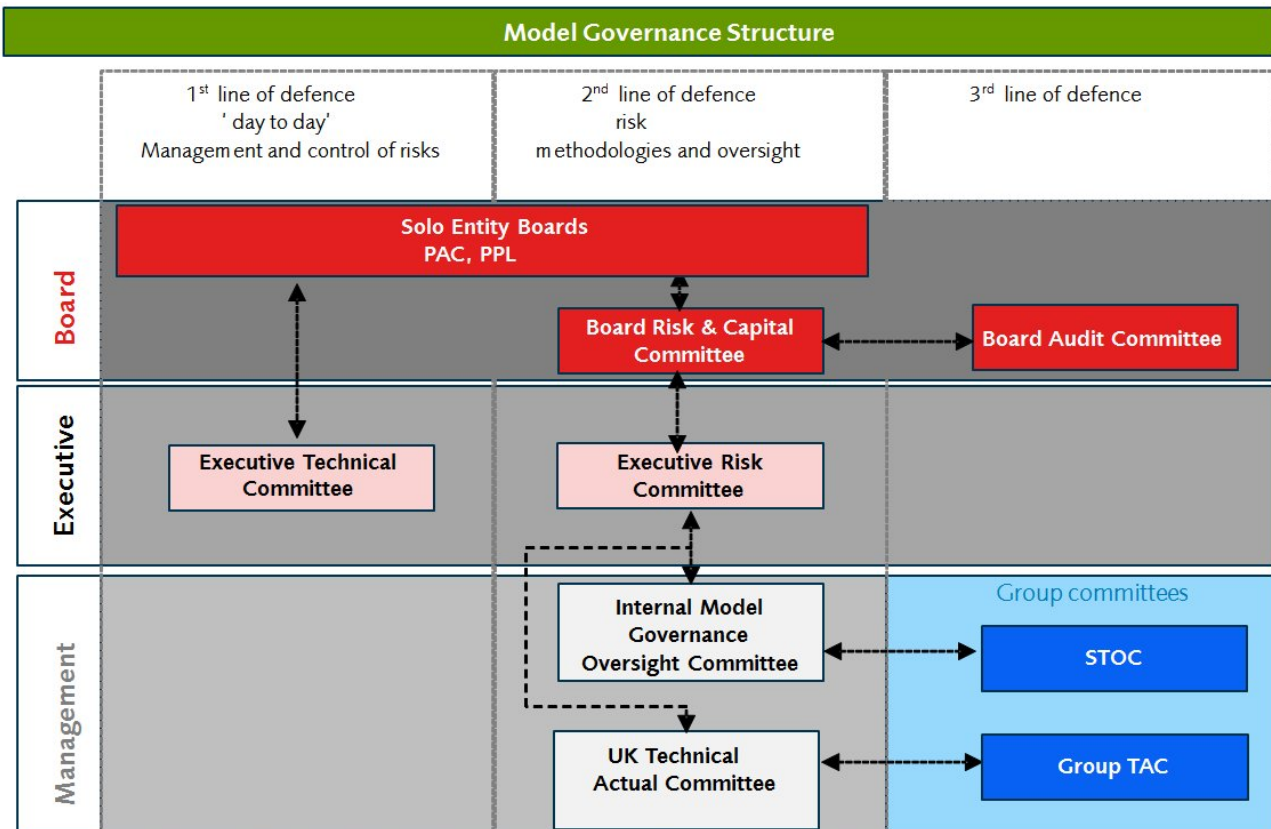 Model Governance Structure
1st line of defence
' day to day'
Management and control of risks
2nd line of defence
risk
methodologies and oversight
3rd line of defence
Board
Solo Entity Boards
PAC, PPL
Board Risk & Capital
Committee
Board Audit Committee
Executive
Executive Technical
Committee
Executive Risk
Committee
Management
Internal Model
Governance
Oversight Committee
Group committees
STOC
UK Technical
Actual Committee
Group TAC